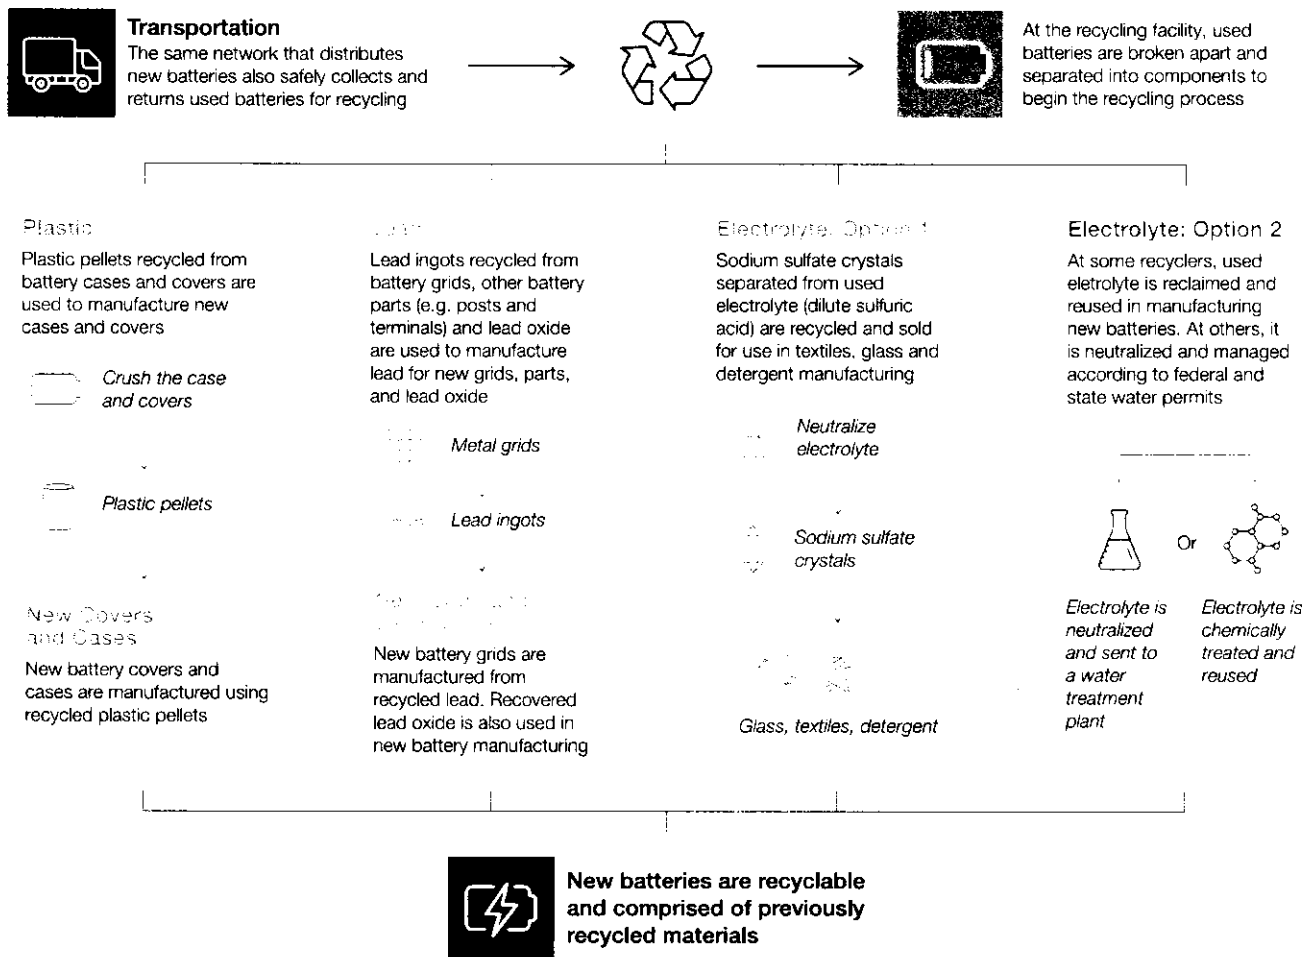 Transportation
The same network that distributes
new batteries also safely collects and
returns used batteries for recycling
At the recycling facility, used
batteries are broken apart and
separated into components to
begin the recycling process
Plastic
Plastic pellets recycled from
battery cases and covers are
used to manufacture new
cases and covers
Crush the case
and covers
Plastic pellets
New Covers
and Cases
New battery covers and
cases are manufactured using
recycled plastic pellets
Lead ingots recycled from
battery grids, other battery
parts (e.g. posts and
terminals) and lead oxide
are used to manufacture
lead for new grids, parts,
and lead oxide
Metal grids
Lead ingots
New battery grids are
manufactured from
recycled lead. Recovered
lead oxide is also used in
new battery manufacturing
Electrolyte: Option 1
Sodium sulfate crystals
separated from used
electrolyte (dilute sulfuric
acid) are recycled and sold
for use in textiles, glass and
detergent manufacturing
Neutralize
electrolyte
Sodium sulfate
crystals
Glass, textiles, detergent
Electrolyte: Option 2
At some recyclers, used
eletrolyte is reclaimed and
reused in manufacturing
new batteries. At others, it
is neutralized and managed
according to federal and
state water permits
Or
Electrolyte is
neutralized
and sent to
a water
treatment
plant
Electrolyte is
chemically
treated and
reused
New batteries are recyclable
and comprised of previously
recycled materials